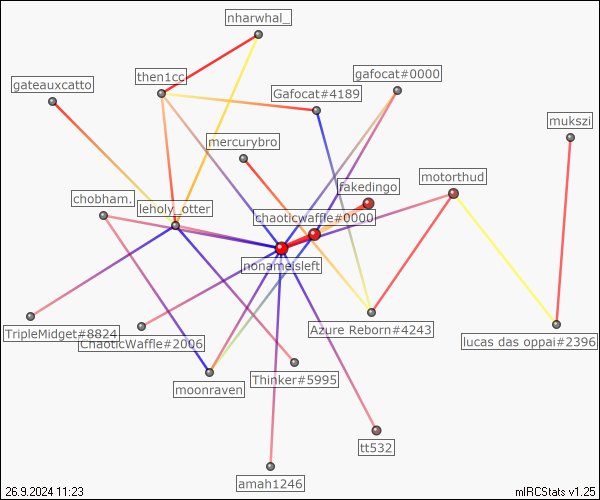 nharwhal_
then1cc
gafocat#0000
gateauxcatto
Gafocat#4189
mukszi
mercurybro
motorthud
fakedingo
chobham.
leholy_otter
chaoticwaffle#0000
nonameisleft
TripleMidget#8824
ChaoticWaffle#2006
Azure Reborn#4243
lucas das oppai#2396
moonraven
Thinker#5995
tt532
amah1246
26.9.2024 11:23
mIRCStats v1.25